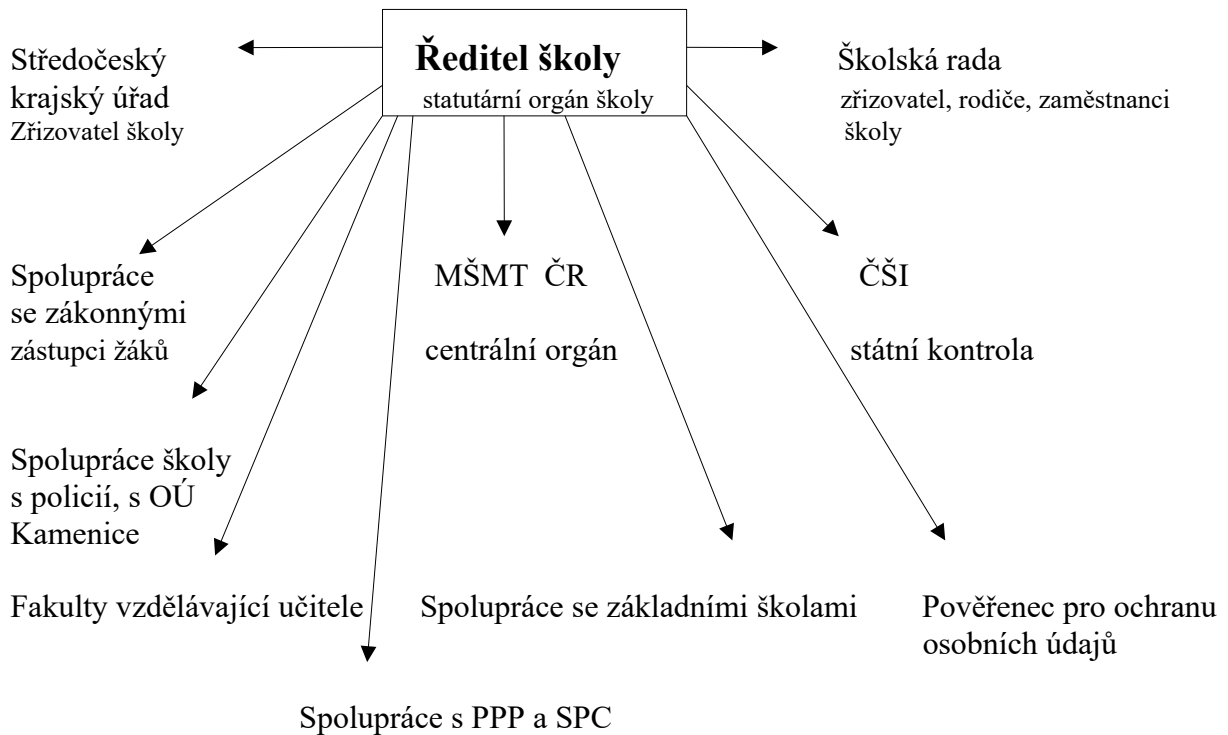 Ředitel školy
statutární orgán školy
Středočeský
krajský úřad
Zřizovatel školy
Školská rada
zřizovatel, rodiče, zaměstnanci
školy
Spolupráce
se zákonnými
zástupci žáků
MŠMT ČR
centrální orgán
ČŠI
státní kontrola
Spolupráce školy
s policií, s OÚ
Kamenice
Fakulty vzdělávající učitele
Spolupráce se základními školami
Pověřenec pro ochranu
osobních údajů
Spolupráce s PPP a SPC